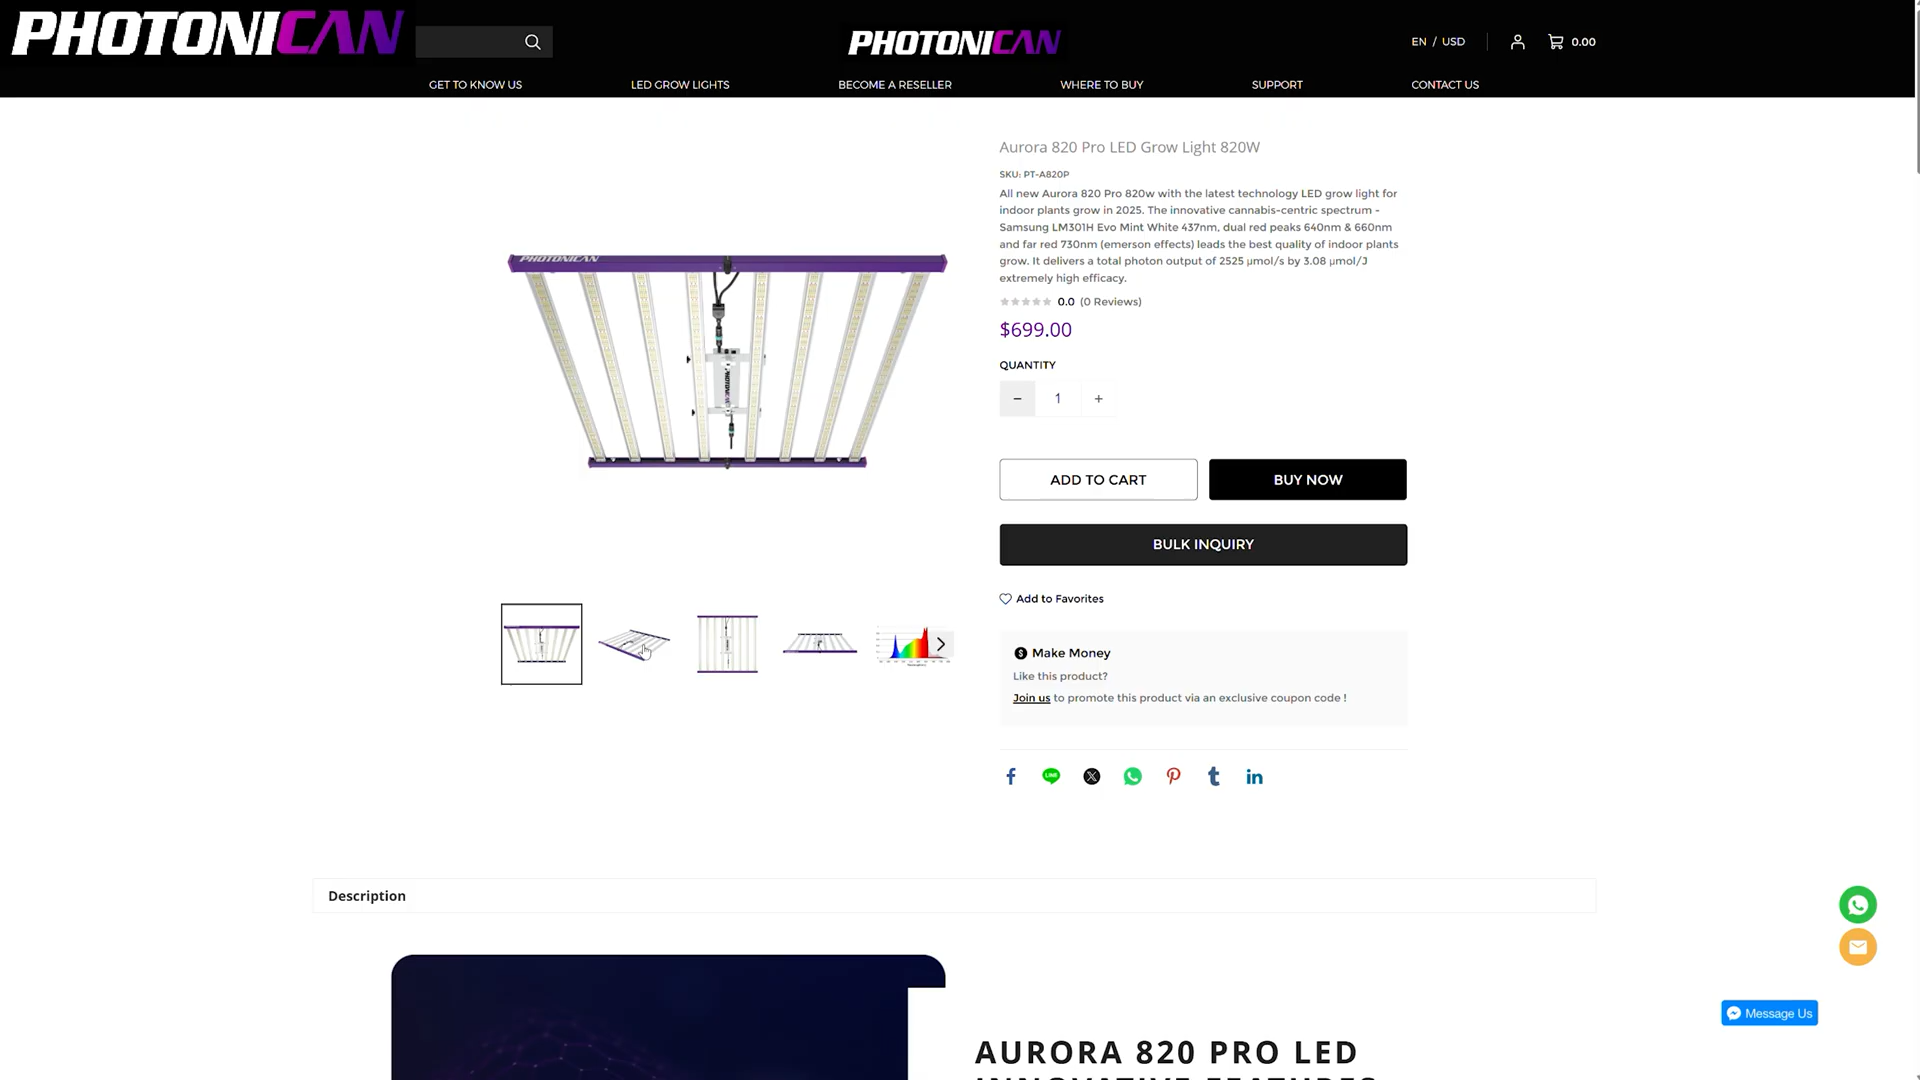 PHOTONICAN
PHOTONICAN
EN / USD
0.00
GET TO KNOW US
LED GROW LIGHTS
BECOME A RESELLER
WHERE TO BUY
SUPPORT
CONTACT US
Aurora 820 Pro LED Grow Light 820W
SKU: PT-A820P
All new Aurora 820 Pro 820w with the latest technology LED grow light for
indoor plants grow in 2025. The innovative cannabis-centric spectrum -
Samsung LM301H Evo Mint White 437nm, dual red peaks 640nm & 660nm
and far red 730nm (emerson effects) leads the best quality of indoor plants
grow. It delivers a total photon output of 2525 μmol/s by 3.08 μmol/J
extremely high efficacy.
0.0 (0 Reviews)
$699.00
QUANTITY
− 1 +
ADD TO CART
BUY NOW
BULK INQUIRY
Add to Favorites
Make Money
Like this product?
Join us to promote this product via an exclusive coupon code !
PHOTONICAN
PHOTONICAN
Description
Message Us
AURORA 820 PRO LED
INNOVATIVE FEATURES